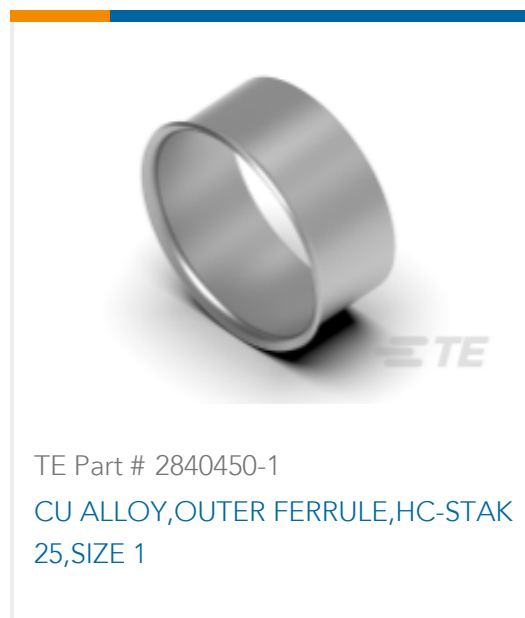 TE
TE Part # 2840450-1
CU ALLOY,OUTER FERRULE,HC-STAK
25,SIZE 1